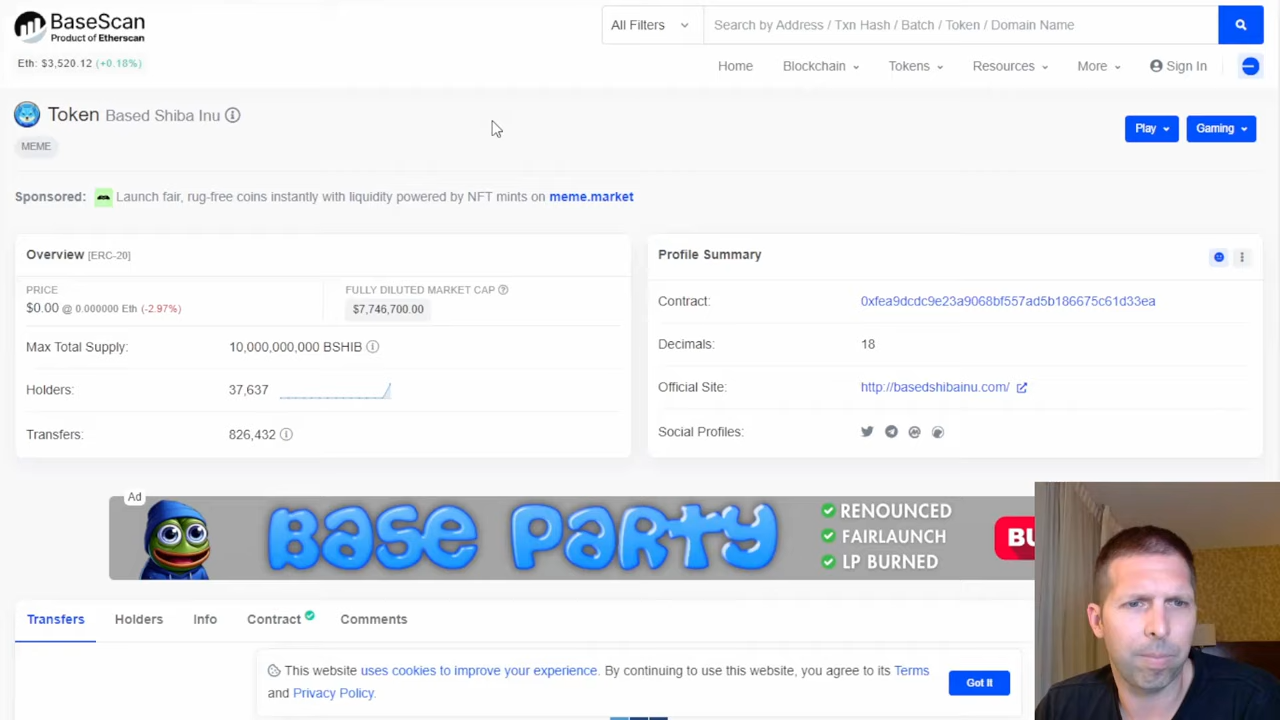 BaseScan
Product of Etherscan
All Filters
Search by Address / Txn Hash / Batch / Token / Domain Name
Eth: $3,520.12 (+0.18%)
Home Blockchain Tokens Resources More Sign In
Token Based Shiba Inu
Play Gaming
MEME
Sponsored: Launch fair, rug-free coins instantly with liquidity powered by NFT mints on meme.market
Overview [ERC-20]
PRICE
$0.00 @ 0.000000 Eth (-2.97%)
FULLY DILUTED MARKET CAP
$7,746,700.00
Max Total Supply: 10,000,000,000 BSHIB
Holders: 37,637
Transfers: 826,432
Profile Summary
Contract: 0xfea9dcdc9e23a9068bf557ad5b186675c61d33ea
Decimals: 18
Official Site: http://basedshibainu.com/
Social Profiles:
Ad
BASE PARTY
RENOUNCED
FAIRLAUNCH
LP BURNED
BU
Transfers Holders Info Contract Comments
This website uses cookies to improve your experience. By continuing to use this website, you agree to its Terms
and Privacy Policy.
Got It